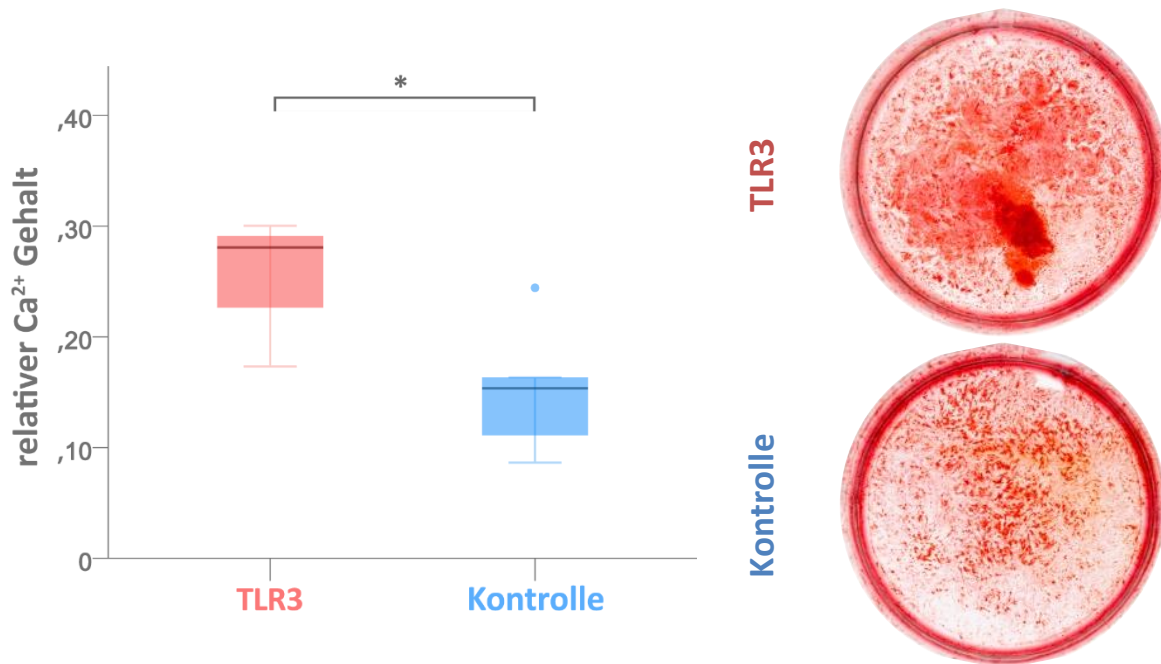 relativer Ca²⁺ Gehalt
,40
,30
,20
,10
0
*
TLR3
Kontrolle
TLR3
Kontrolle